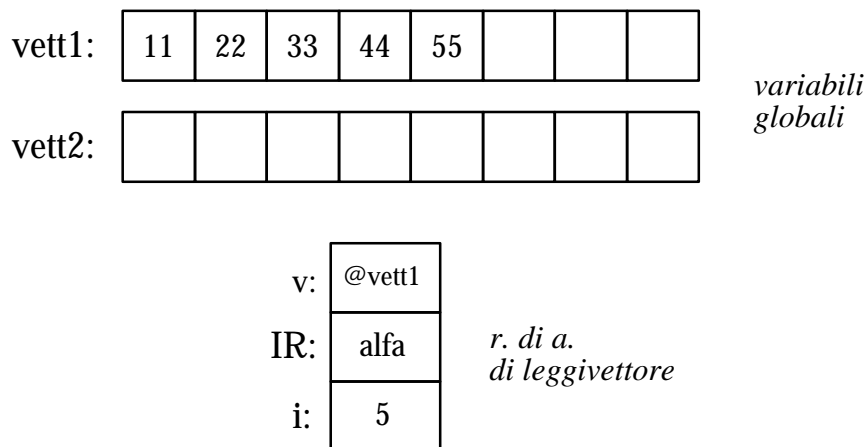 vett1: 11 22 33 44 55
variabili
globali
vett2:
v: @vett1
IR: alfa
r. di a.
di leggivettore
i: 5